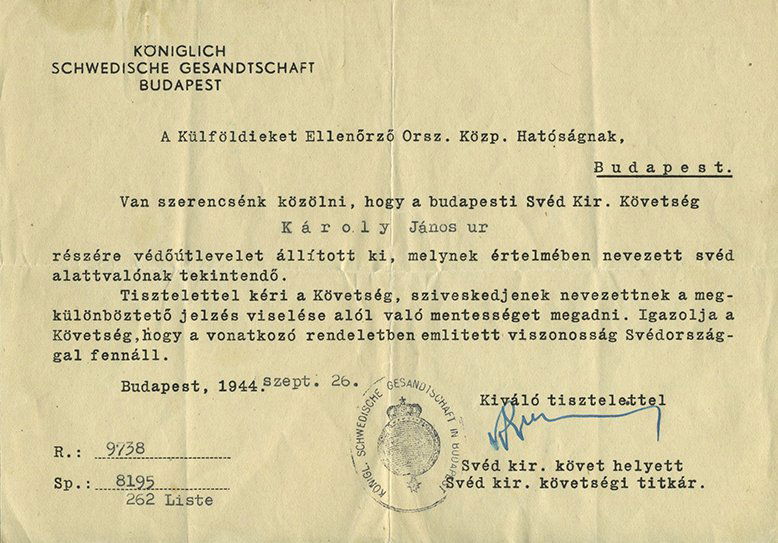 KÖNIGLICH
SCHWEDISCHE GESANDTSCHAFT
BUDAPEST
A Külföldieket Ellenőrző Orsz. Közp. Hatóságnak,
Budapest.
Van szerencsénk közölni, hogy a budapesti Svéd Kir. Követség
Károly János ur
részére védőútlevelet állított ki, melynek értelmében nevezett svéd
alattvalónak tekintendő.
Tisztelettel kéri a Követség, sziveskedjenek nevezettnek a meg-
különböztető jelzés viselése alól való mentességet megadni. Igazolja a
Követség, hogy a vonatkozó rendeletben emlitett viszonosság Svédország-
gal fennáll.
Budapest, 1944. szept. 26.
KÖNIGL. SCHWEDISCHE GESANDTSCHAFT IN BUDAPEST
Kiváló tisztelettel
R.: 9738
Sp.: 8195
262 Liste
Svéd kir. követ helyett
Svéd kir. követségi titkár.